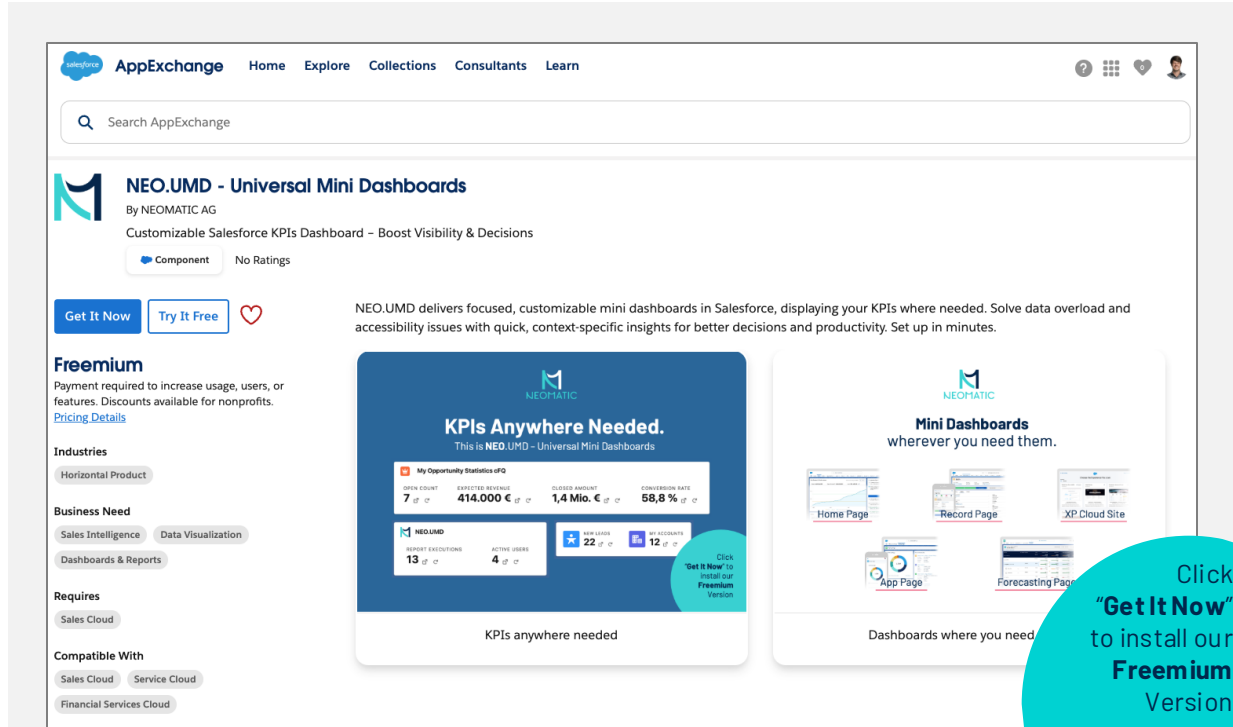 salesforce
AppExchange Home Explore Collections Consultants Learn
Search AppExchange
NEO.UMD - Universal Mini Dashboards
By NEOMATIC AG
Customizable Salesforce KPIs Dashboard – Boost Visibility & Decisions
Component No Ratings
Get It Now Try It Free
NEO.UMD delivers focused, customizable mini dashboards in Salesforce, displaying your KPIs where needed. Solve data overload and
accessibility issues with quick, context-specific insights for better decisions and productivity. Set up in minutes.
Freemium
Payment required to increase usage, users, or
features. Discounts available for nonprofits.
Pricing Details
Industries
Horizontal Product
Business Need
Sales Intelligence Data Visualization
Dashboards & Reports
Requires
Sales Cloud
Compatible With
Sales Cloud Service Cloud
Financial Services Cloud
NEOMATIC
KPIs Anywhere Needed.
This is NEO.UMD – Universal Mini Dashboards
My Opportunity Statistics oFQ
OPEN COUNT EXPECTED REVENUE CLOSED AMOUNT CONVERSION RATE
7 414.000 € 1,4 Mio. € 58,8 %
NEO.UMD
REPORT EXECUTIONS ACTIVE USERS
13 4
NEW LEADS MY ACCOUNTS
22 12
Click
"Get It Now" to
install our
Freemium
Version
KPIs anywhere needed
NEOMATIC
Mini Dashboards
wherever you need them.
Home Page Record Page XP Cloud Site
App Page Forecasting Page
Dashboards where you need
Click
"Get It Now"
to install our
Freemium
Version